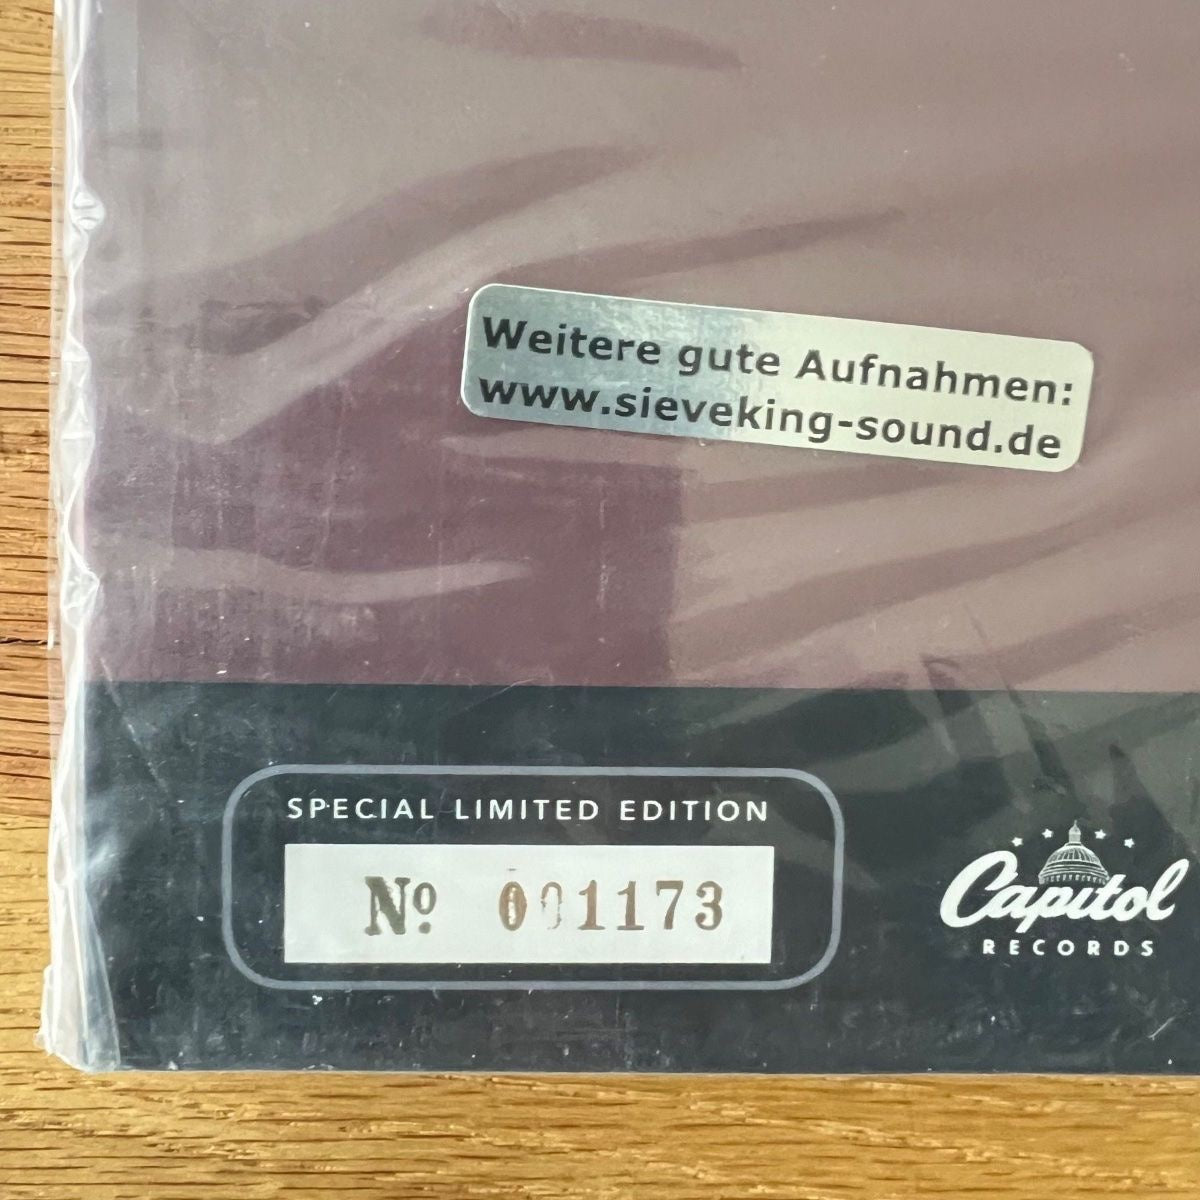 Weitere gute Aufnahmen:
www.sieveking-sound.de
SPECIAL LIMITED EDITION
Nº. 001173
Capitol
RECORDS